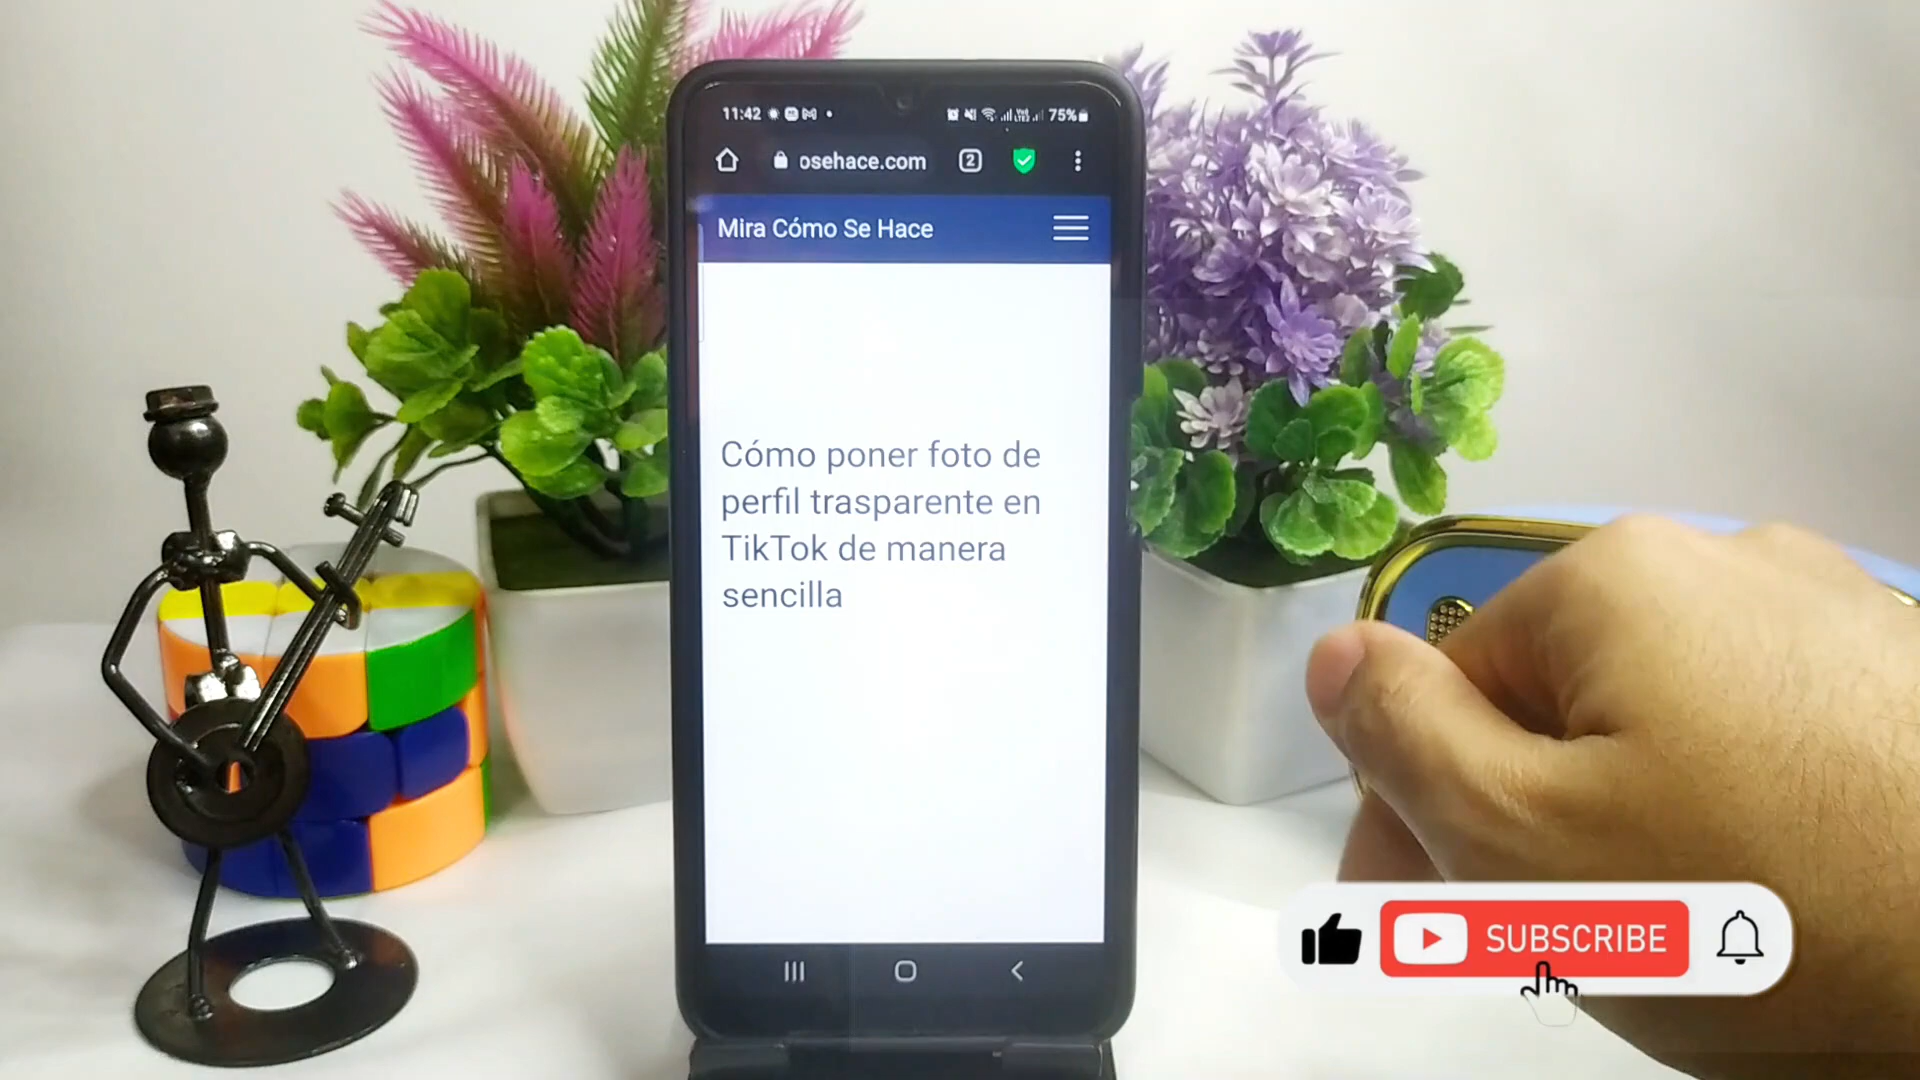 11:42
75%
osehace.com
2
Mira Cómo Se Hace
Cómo poner foto de
perfil trasparente en
TikTok de manera
sencilla
SUBSCRIBE